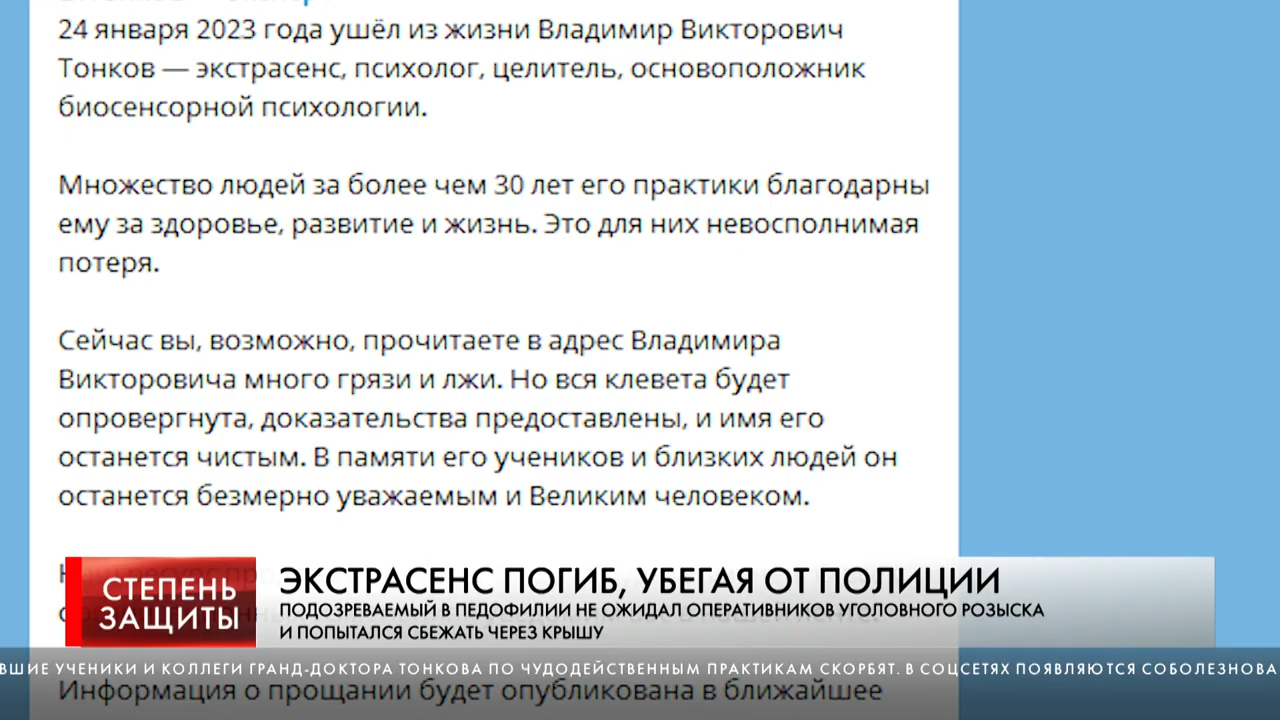 24 января 2023 года ушёл из жизни Владимир Викторович
Тонков — экстрасенс, психолог, целитель, основоположник
биосенсорной психологии.
Множество людей за более чем 30 лет его практики благодарны
ему за здоровье, развитие и жизнь. Это для них невосполнимая
потеря.
Сейчас вы, возможно, прочитаете в адрес Владимира
Викторовича много грязи и лжи. Но вся клевета будет
опровергнута, доказательства предоставлены, и имя его
останется чистым. В памяти его учеников и близких людей он
останется безмерно уважаемым и Великим человеком.
СТЕПЕНЬ
ЗАЩИТЫ
ЭКСТРАСЕНС ПОГИБ, УБЕГАЯ ОТ ПОЛИЦИИ
ПОДОЗРЕВАЕМЫЙ В ПЕДОФИЛИИ НЕ ОЖИДАЛ ОПЕРАТИВНИКОВ УГОЛОВНОГО РОЗЫСКА
И ПОПЫТАЛСЯ СБЕЖАТЬ ЧЕРЕЗ КРЫШУ
ВШИЕ УЧЕНИКИ И КОЛЛЕГИ ГРАНД-ДОКТОРА ТОНКОВА ПО ЧУДОДЕЙСТВЕННЫМ ПРАКТИКАМ СКОРБЯТ. В СОЦСЕТЯХ ПОЯВЛЯЮТСЯ СОБОЛЕЗНОВА
Информация о прощании будет опубликована в ближайшее